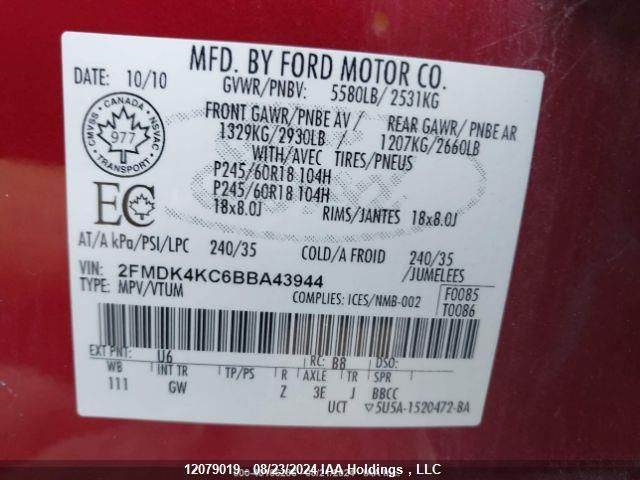 MFD. BY FORD MOTOR CO.
DATE: 10/10
GVWR/PNBV: 5580LB/ 2531KG
FRONT GAWR/PNBE AV / REAR GAWR/ PNBE AR
1329KG/2930LB / 1207KG/2660LB
WITH/AVEC TIRES/PNEUS
P245/60R18 104H
P245/60R18 104H
18x8.0J RIMS/JANTES 18x8.0J
CMVSS · CANADA · NSVAC
977
TRANSPORT
EC
AT/A kPa/PSI/LPC 240/35 COLD/A FROID 240/35
/JUMELEES
VIN: 2FMDK4KC6BBA43944
TYPE: MPV/VTUM COMPLIES: ICES/NMB-002
F0085
T0086
EXT PNT: U6 RC: B8 DSO:
WB INT TR TP/PS R AXLE TR SPR
111 GW Z 3E J BBCC
UCT ▽5U5A-1520472-BA
12079019 - 08/23/2024 IAA Holdings , LLC